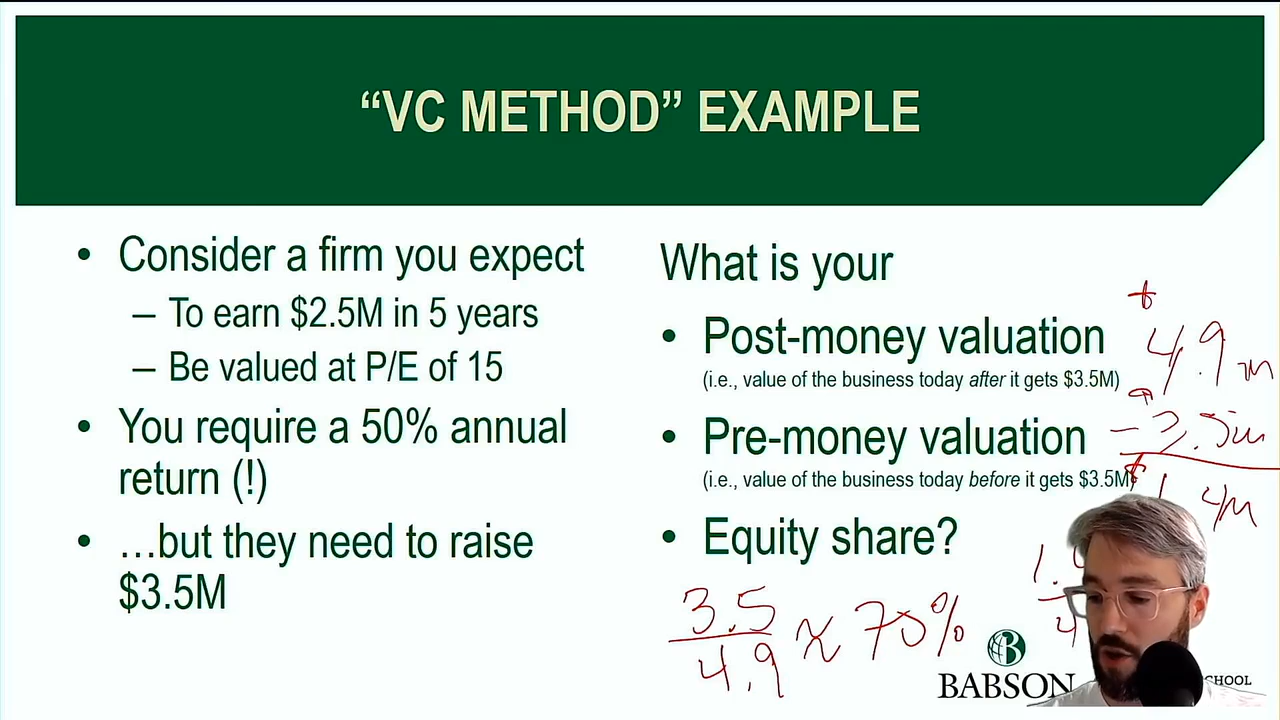 “VC METHOD” EXAMPLE
• Consider a firm you expect
– To earn $2.5M in 5 years
– Be valued at P/E of 15
• You require a 50% annual
return (!)
• …but they need to raise
$3.5M
What is your
• Post-money valuation
(i.e., value of the business today after it gets $3.5M)
• Pre-money valuation
(i.e., value of the business today before it gets $3.5M)
• Equity share?
4.9m
-3.5m
1.4M
3.5
4.9
≈ 70%
BABSON
SCHOOL